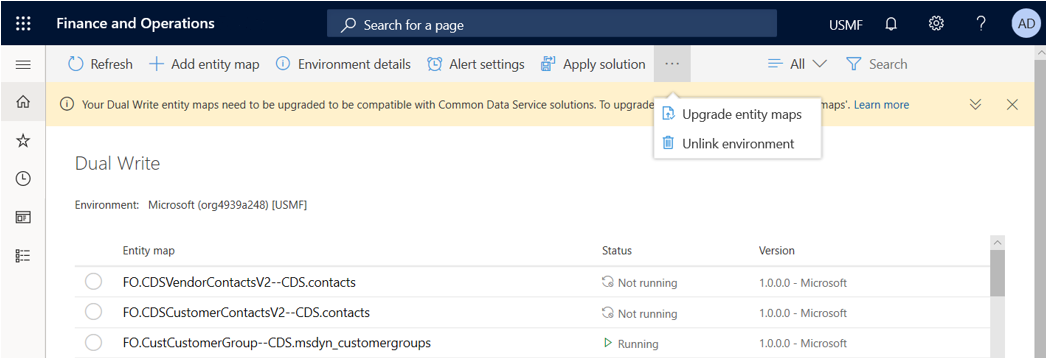 Finance and Operations
Search for a page
USMF
?
AD
Refresh
Add entity map
Environment details
Alert settings
Apply solution
...
All
Search
Your Dual Write entity maps need to be upgraded to be compatible with Common Data Service solutions. To upgrade maps'. Learn more
Upgrade entity maps
Unlink environment
Dual Write
Environment: Microsoft (org4939a248) [USMF]
Entity map Status Version
FO.CDSVendorContactsV2--CDS.contacts Not running 1.0.0.0 - Microsoft
FO.CDSCustomerContactsV2--CDS.contacts Not running 1.0.0.0 - Microsoft
FO.CustCustomerGroup--CDS.msdyn_customergroups Running 1.0.0.0 - Microsoft